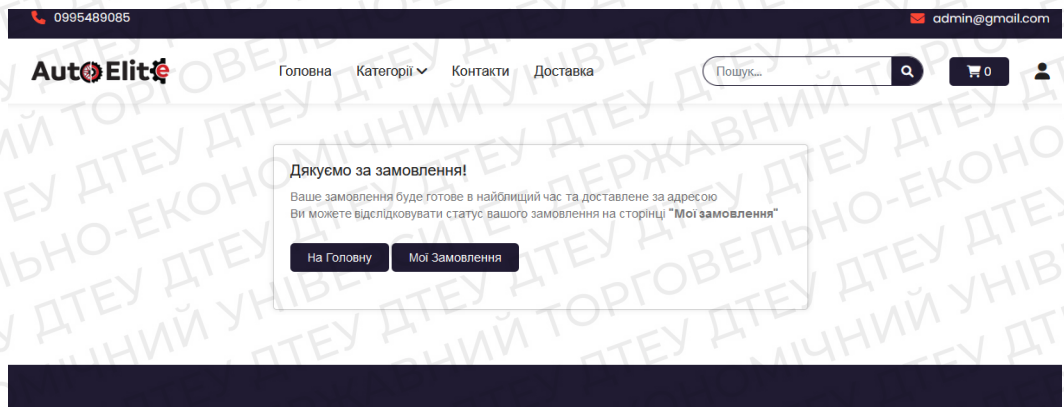 0995489085
admin@gmail.com
AutoElite
Головна Категорії Контакти Доставка
Пошук...
0
Дякуємо за замовлення!
Ваше замовлення буде готове в найблищий час та доставлене за адресою
Ви можете відслідковувати статус вашого замовлення на сторінці "Мої замовлення"
На Головну Мої Замовлення